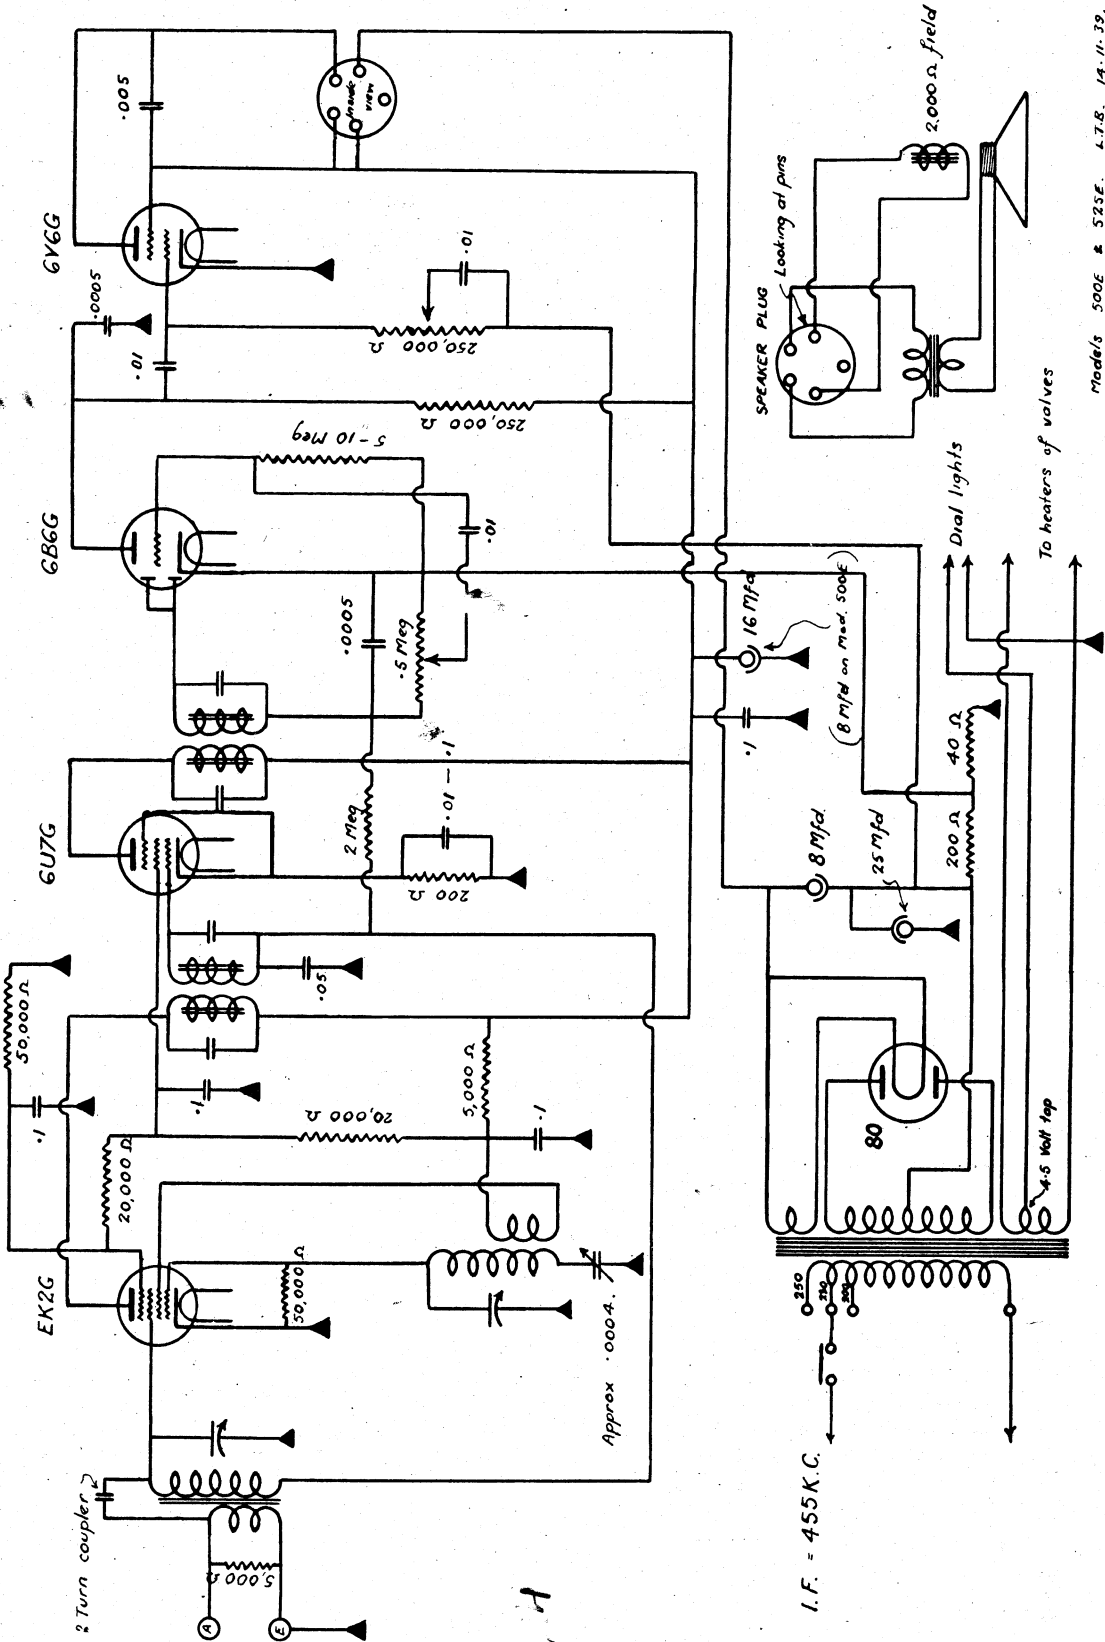 EK2G
6U7G
6B6G
6V6G
2 Turn coupler
A
E
5,000 Ω
50,000 Ω
.1
20,000 Ω
50,000 Ω
Approx .0004.
.1
20,000 Ω
5,000 Ω
.1
.05
200 Ω
.01 — .1
2 Meg
.0005
.5 Meg
.01
5-10 Meg
250,000 Ω
.01
.0005
250,000 Ω
.01
.005
Inside
view
.1
16 Mfd
(8 Mfd on Mod. 500E)
8 Mfd.
25 Mfd
200 Ω
40 Ω
80
4.5 Volt tap
250
230
200
Dial lights
To heaters of valves
SPEAKER PLUG
Looking at pins
2,000 Ω field
I.F. = 455 K.C.
Models 500E & 525E. L.T.B. 14.11.39.